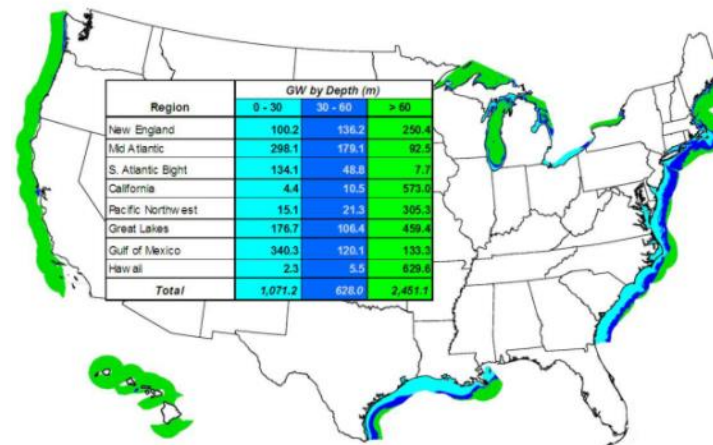 GW by Depth (m)
Region 0 - 30 30 - 60 > 60
New England 100.2 136.2 250.4
Mid Atlantic 298.1 179.1 92.5
S. Atlantic Bight 134.1 48.8 7.7
California 4.4 10.5 573.0
Pacific Northwest 15.1 21.3 305.3
Great Lakes 176.7 106.4 459.4
Gulf of Mexico 340.3 120.1 133.3
Hawaii 2.3 5.5 629.6
Total 1,071.2 628.0 2,451.1